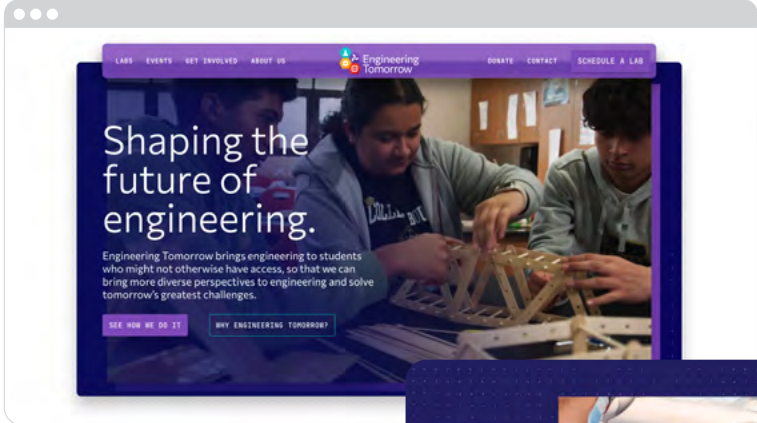 LABS EVENTS GET INVOLVED ABOUT US Engineering Tomorrow DONATE CONTACT SCHEDULE A LAB
Shaping the
future of
engineering.
Engineering Tomorrow brings engineering to students
who might not otherwise have access, so that we can
bring more diverse perspectives to engineering and solve
tomorrow's greatest challenges.
SEE HOW WE DO IT WHY ENGINEERING TOMORROW?